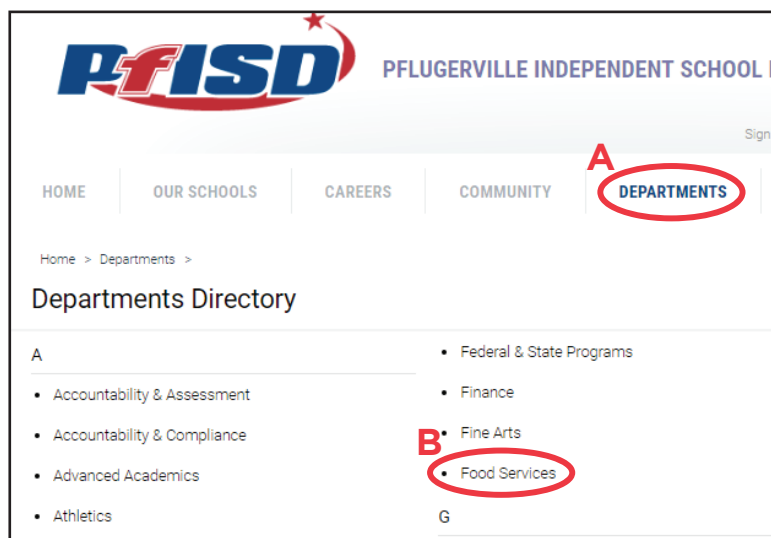 PfISD
PFLUGERVILLE INDEPENDENT SCHOOL
Sign
A
HOME OUR SCHOOLS CAREERS COMMUNITY DEPARTMENTS
Home > Departments >
Departments Directory
A
• Accountability & Assessment
• Accountability & Compliance
• Advanced Academics
• Athletics
• Federal & State Programs
• Finance
• Fine Arts
B
• Food Services
G